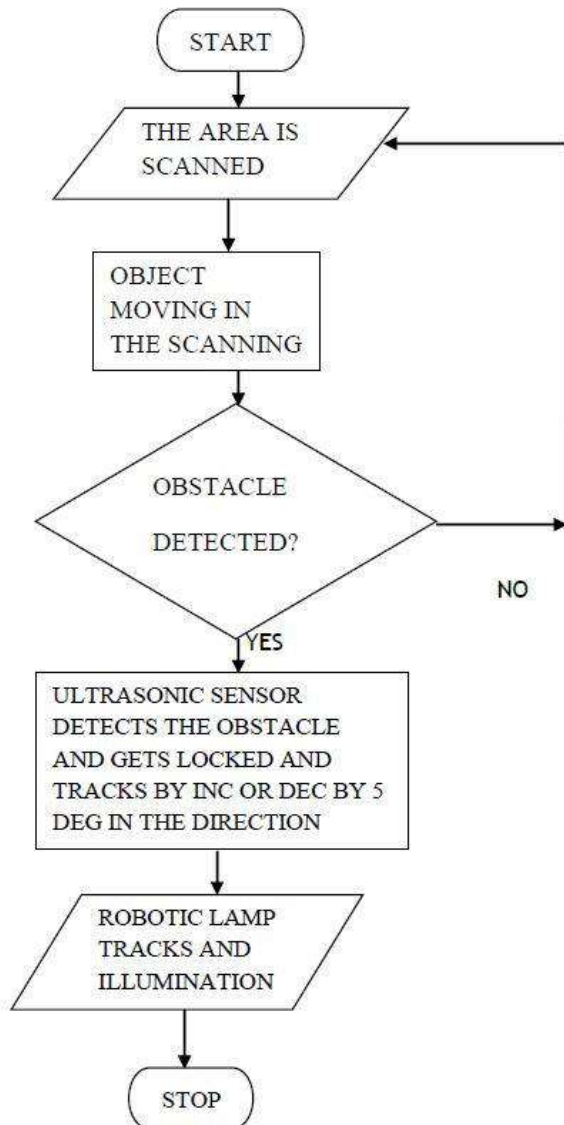 START
THE AREA IS
SCANNED
OBJECT
MOVING IN
THE SCANNING
OBSTACLE
DETECTED?
NO
YES
ULTRASONIC SENSOR
DETECTS THE OBSTACLE
AND GETS LOCKED AND
TRACKS BY INC OR DEC BY 5
DEG IN THE DIRECTION
ROBOTIC LAMP
TRACKS AND
ILLUMINATION
STOP